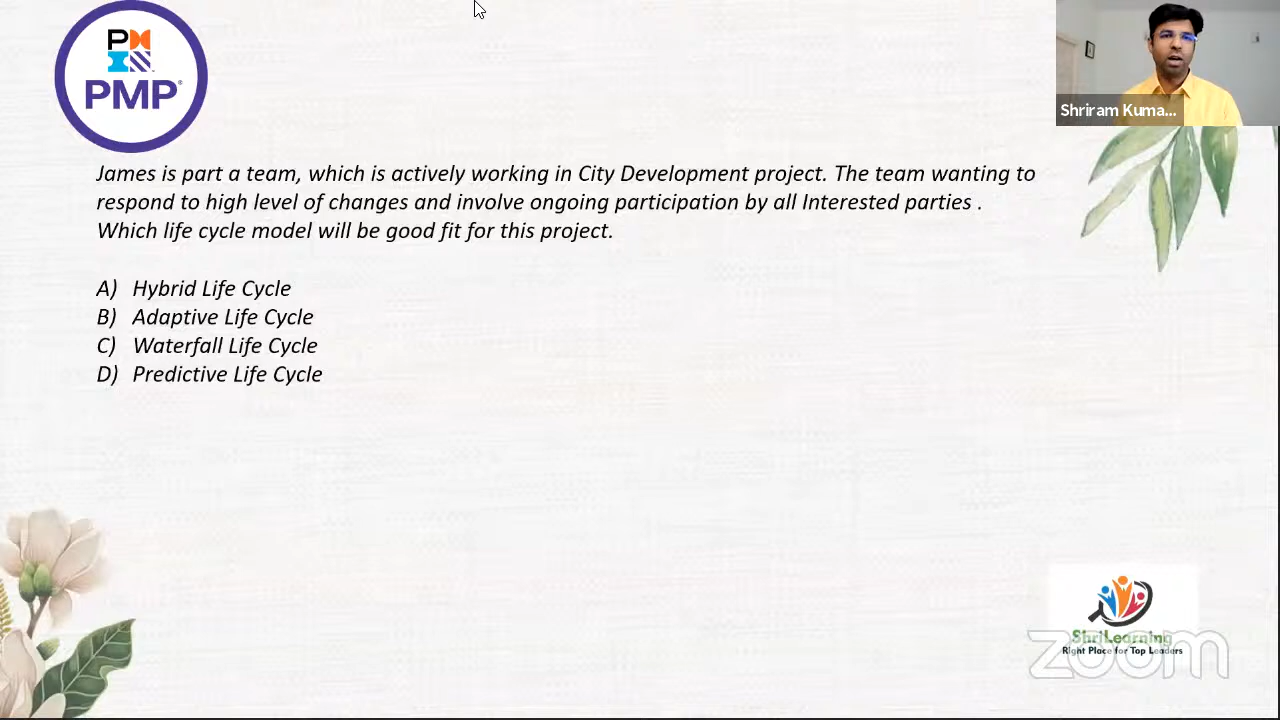 PMI
PMP®
Shriram Kuma...
James is part a team, which is actively working in City Development project. The team wanting to
respond to high level of changes and involve ongoing participation by all Interested parties .
Which life cycle model will be good fit for this project.
A) Hybrid Life Cycle
B) Adaptive Life Cycle
C) Waterfall Life Cycle
D) Predictive Life Cycle
ShriLearning
Right Place for Top Leaders
zoom